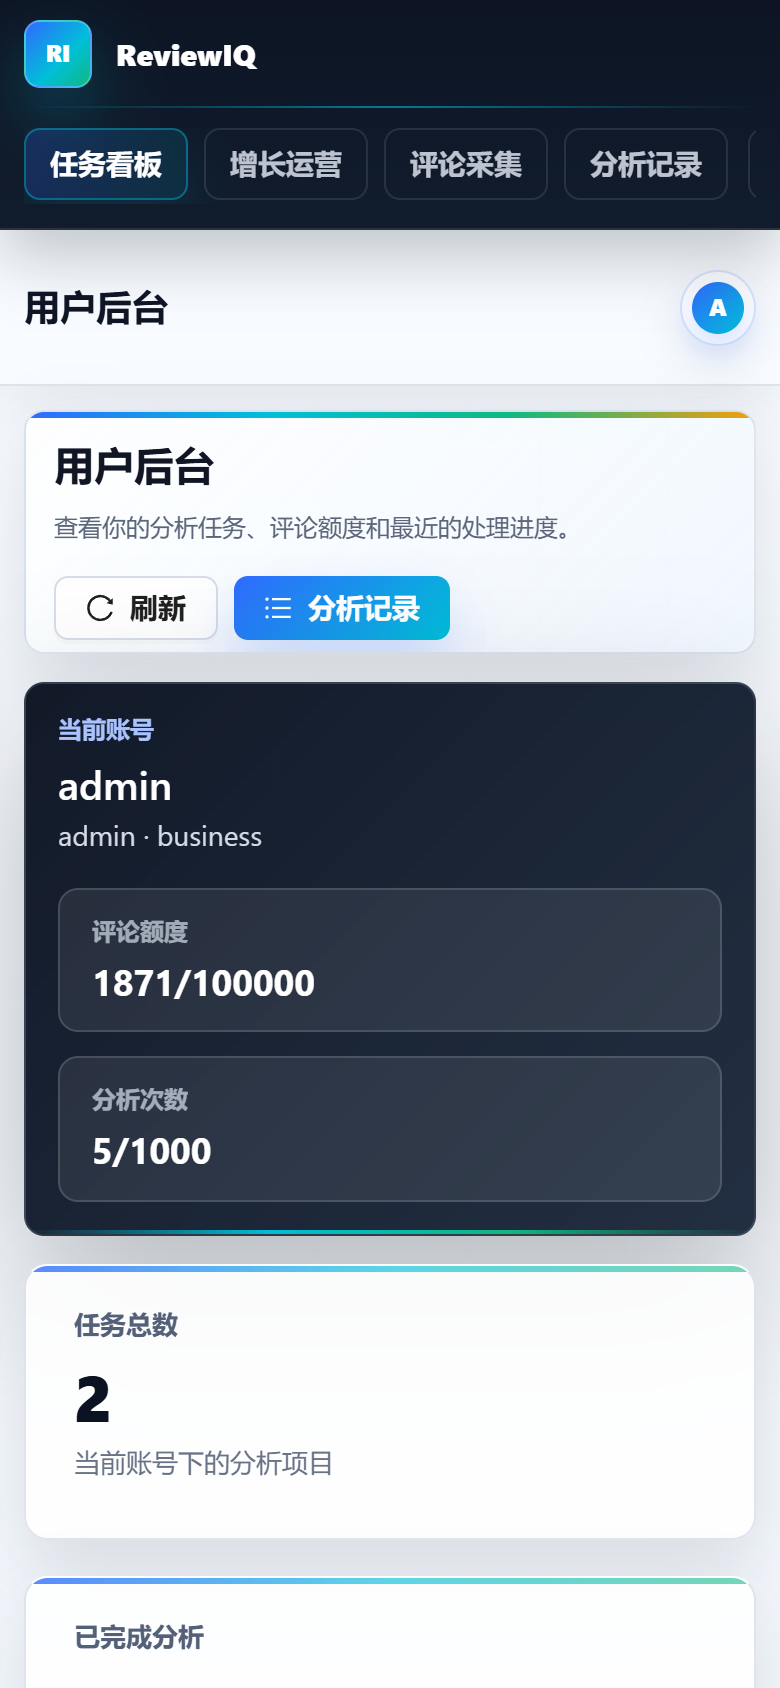 RI
ReviewIQ
任务看板
增长运营
评论采集
分析记录
用户后台
A
用户后台
查看你的分析任务、评论额度和最近的处理进度。
刷新
分析记录
当前账号
admin
admin · business
评论额度
1871/100000
分析次数
5/1000
任务总数
2
当前账号下的分析项目
已完成分析